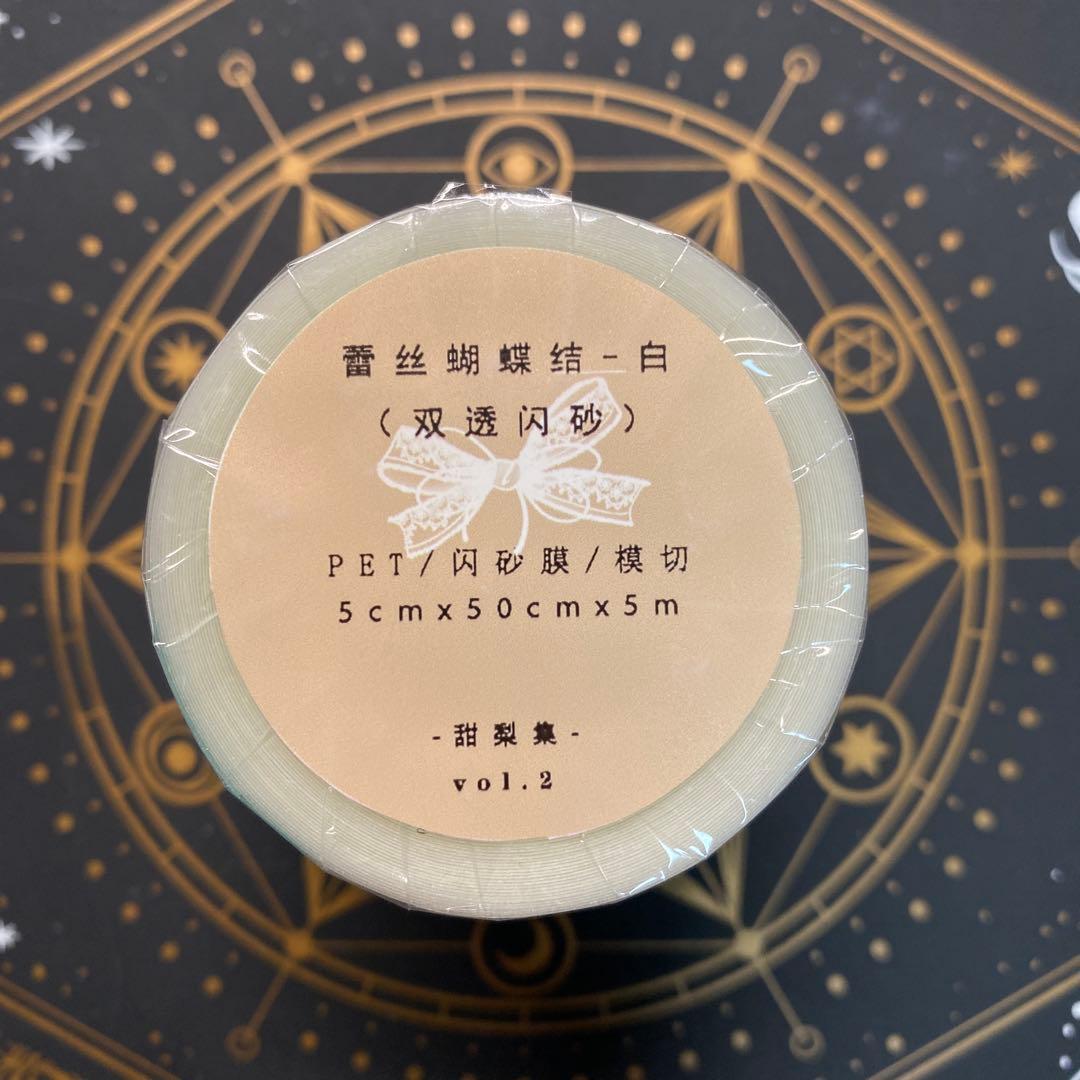 蕾丝蝴蝶结-白
（双透闪砂）
PET/闪砂膜/模切
5cmx50cmx5m
-甜梨集-
vol.2